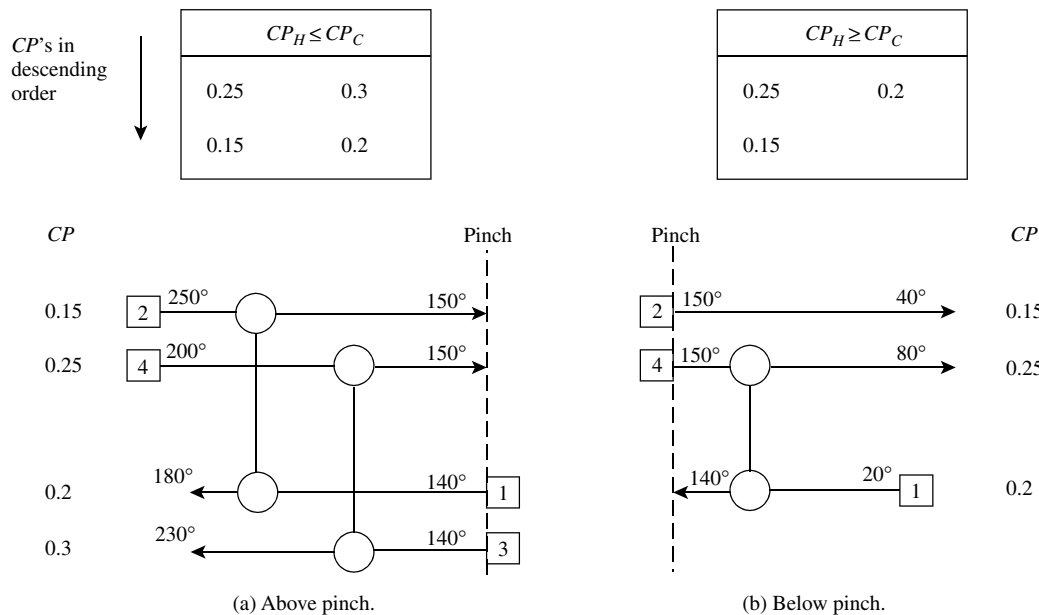 CP's in
descending
order
CP_H ≤ CP_C
0.25 0.3
0.15 0.2
CP_H ≥ CP_C
0.25 0.2
0.15
CP Pinch
0.15 2 250° 150°
0.25 4 200° 150°
0.2 180° 140° 1
0.3 230° 140° 3
(a) Above pinch.
Pinch CP
2 150° 40° 0.15
4 150° 80° 0.25
140° 20° 1 0.2
(b) Below pinch.